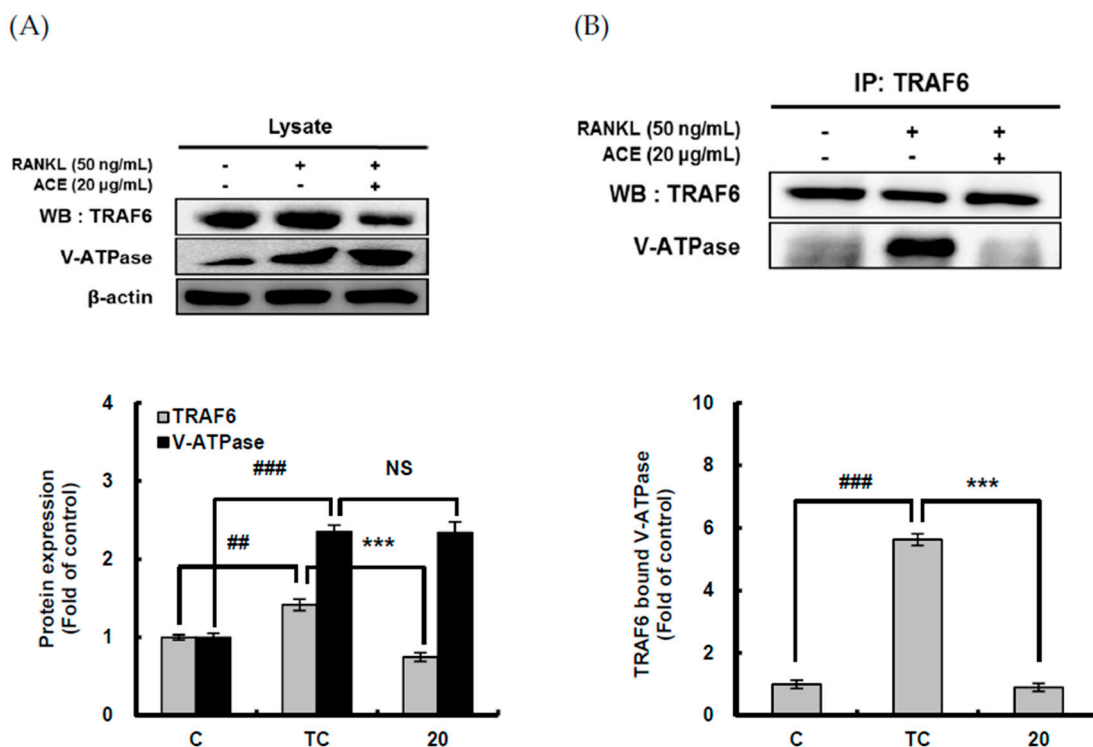 (A)
Lysate
RANKL (50 ng/mL) - + +
ACE (20 µg/mL) - - +
WB : TRAF6
V-ATPase
β-actin
4
3
2
1
0
Protein expression
(Fold of control)
TRAF6
V-ATPase
###
NS
##
***
C TC 20
(B)
IP: TRAF6
RANKL (50 ng/mL) - + +
ACE (20 µg/mL) - - +
WB : TRAF6
V-ATPase
10
8
6
4
2
0
TRAF6 bound V-ATPase
(Fold of control)
###
***
C TC 20